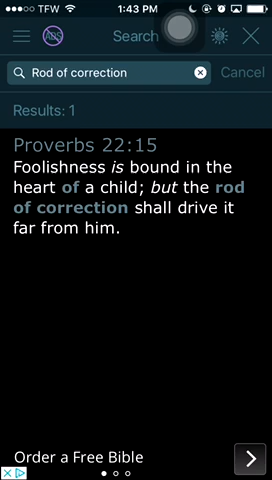 TFW 1:43 PM
ADS Search
Rod of correction Cancel
Results: 1
Proverbs 22:15
Foolishness is bound in the
heart of a child; but the rod
of correction shall drive it
far from him.
Order a Free Bible